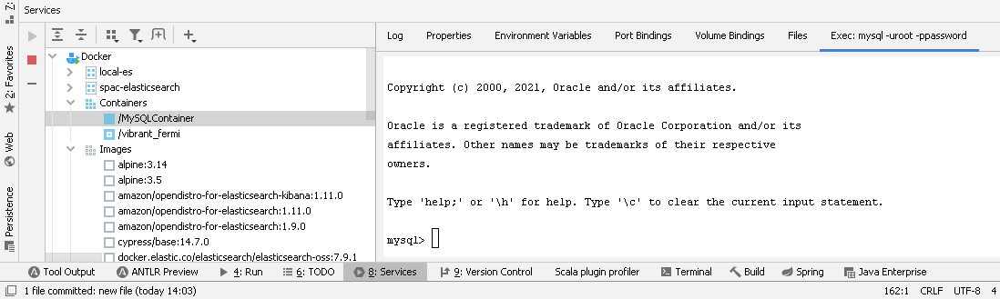 Services
Z:
2: Favorites
Web
Persistence
Docker
local-es
spac-elasticsearch
Containers
/MySQLContainer
/vibrant_fermi
Images
alpine:3.14
alpine:3.5
amazon/opendistro-for-elasticsearch-kibana:1.11.0
amazon/opendistro-for-elasticsearch:1.11.0
amazon/opendistro-for-elasticsearch:1.9.0
cypress/base:14.7.0
docker.elastic.co/elasticsearch/elasticsearch-oss:7.9.1
Log Properties Environment Variables Port Bindings Volume Bindings Files Exec: mysql -uroot -ppassword
Copyright (c) 2000, 2021, Oracle and/or its affiliates.
Oracle is a registered trademark of Oracle Corporation and/or its
affiliates. Other names may be trademarks of their respective
owners.
Type 'help;' or '\h' for help. Type '\c' to clear the current input statement.
mysql>
Tool Output ANTLR Preview 4: Run 6: TODO 8: Services 9: Version Control Scala plugin profiler Terminal Build Spring Java Enterprise
1 file committed: new file (today 14:03) 162:1 CRLF UTF-8 4